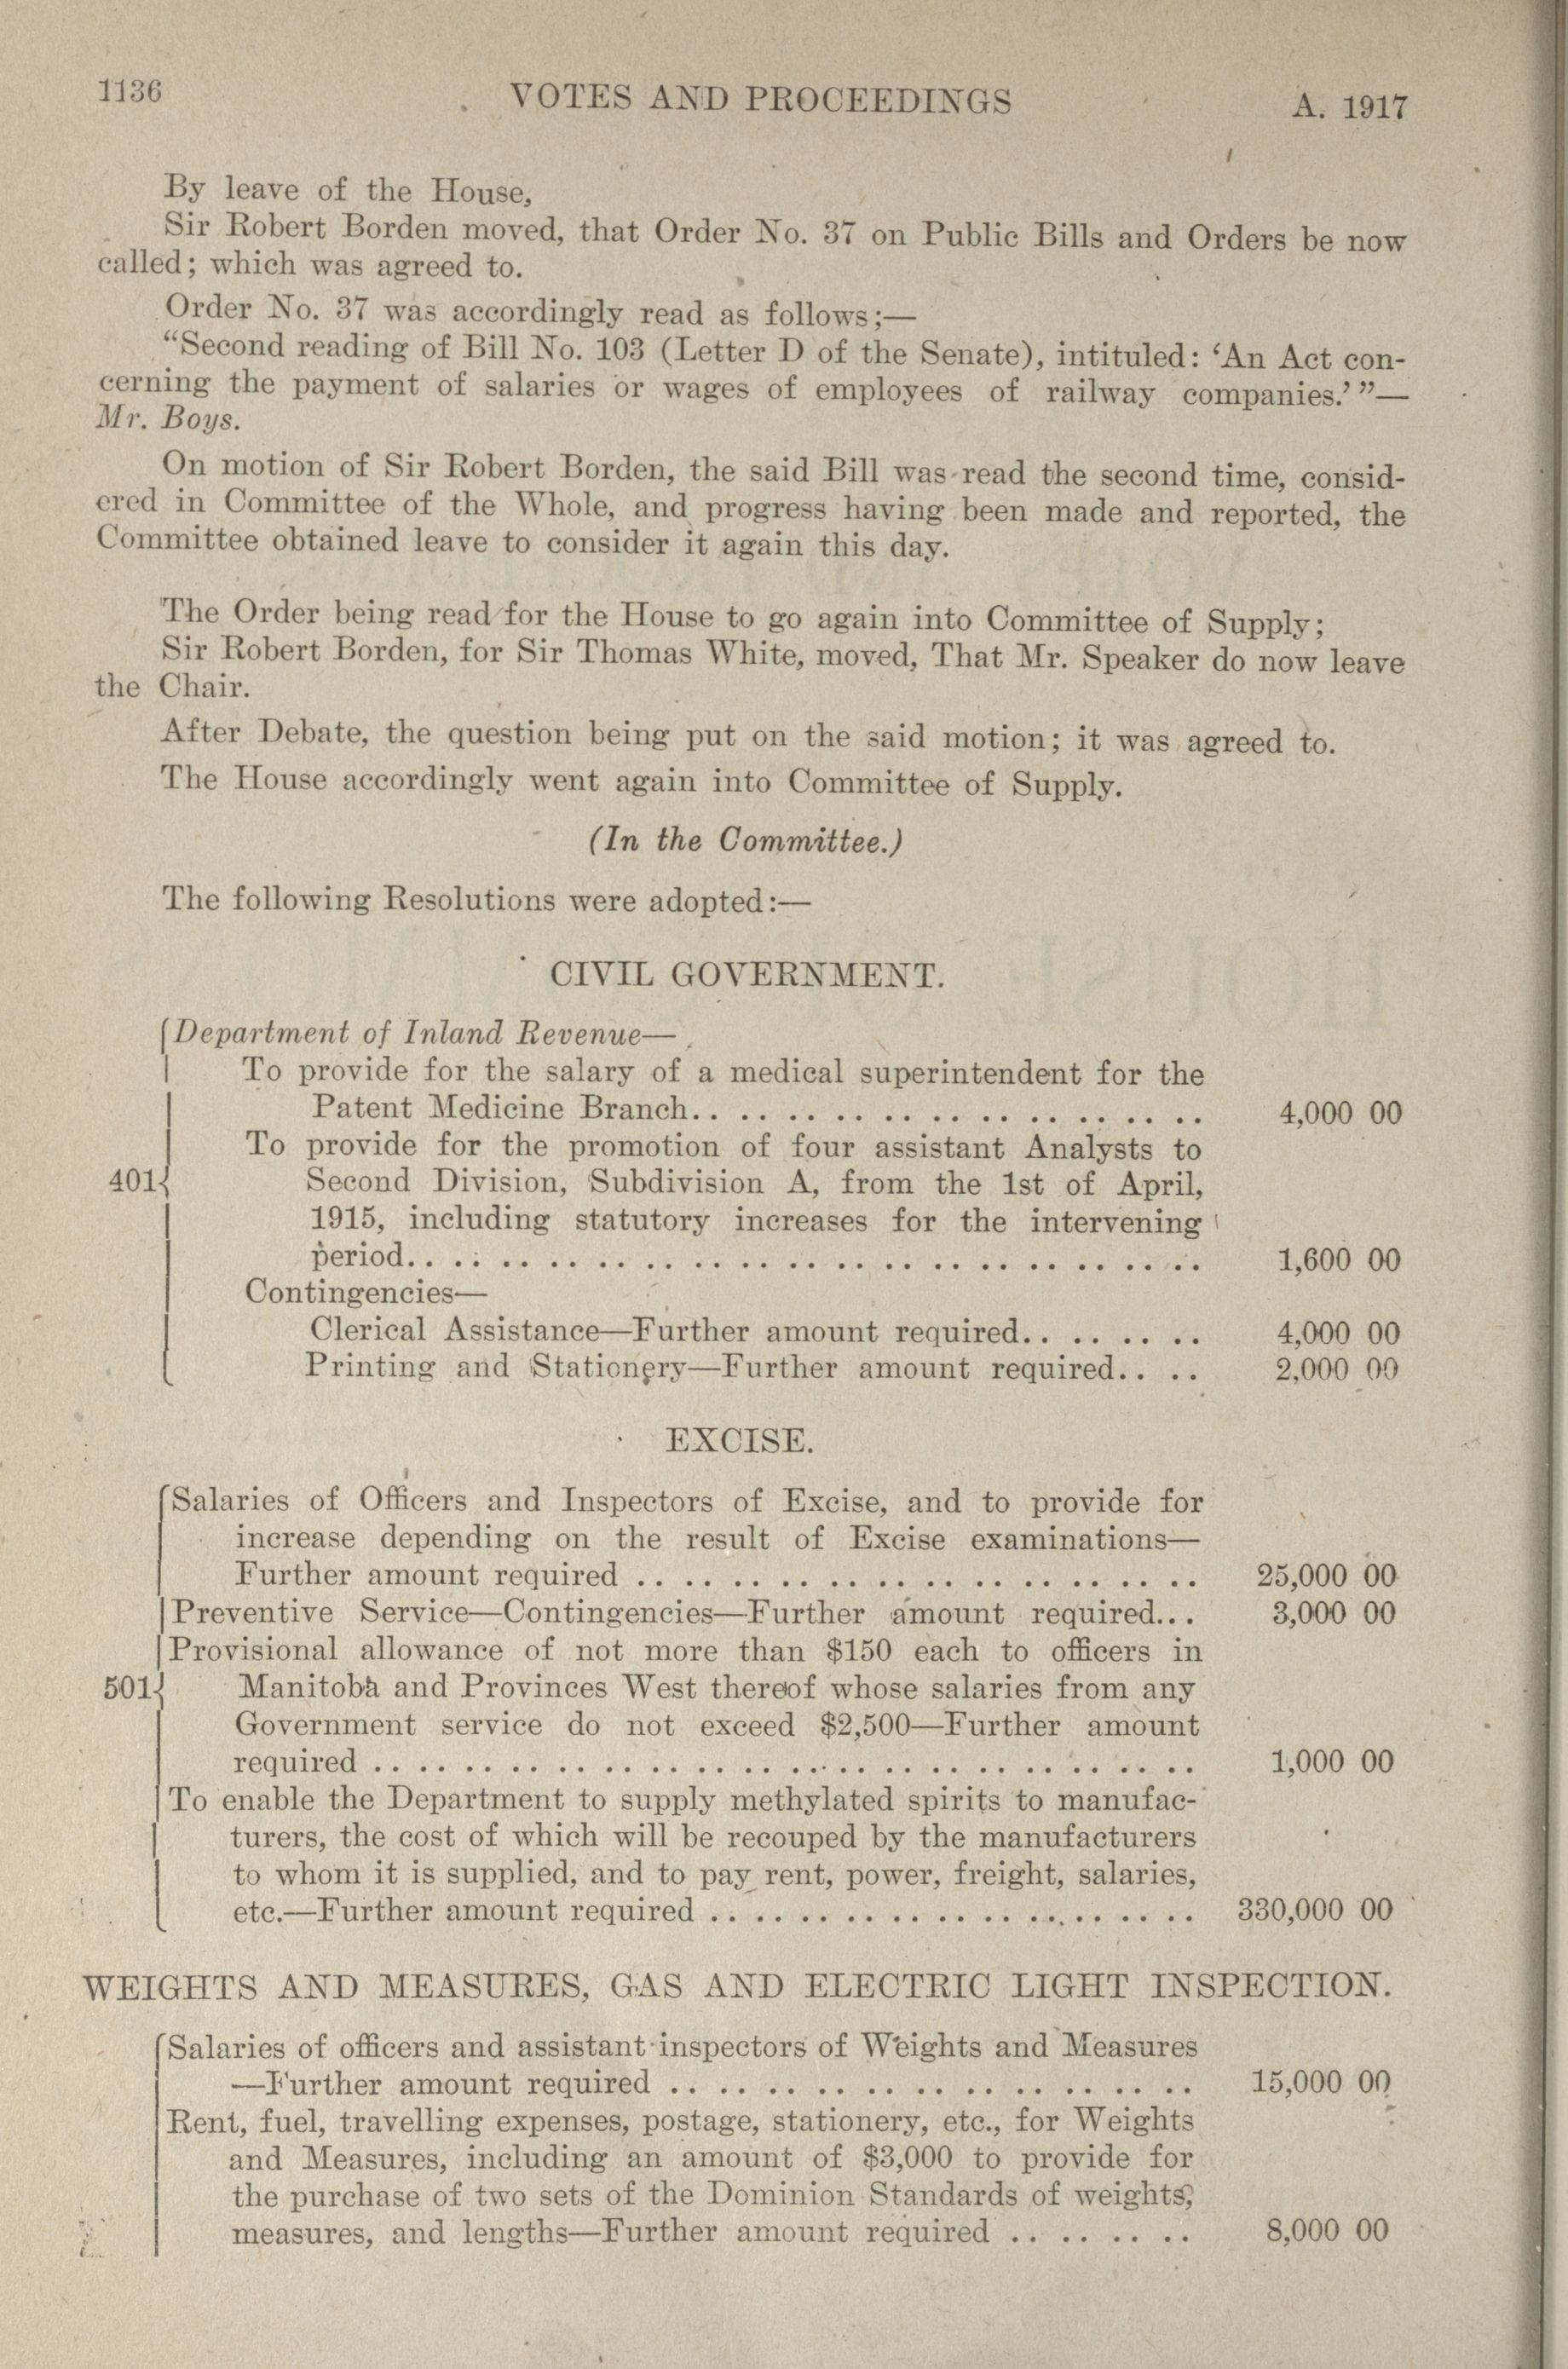 1136 VOTES AND PROCEEDINGS A. 1917
By leave of the House,
Sir Robert Borden moved, that Order No. 37 on Public Bills and Orders be now
called; which was agreed to.
Order No. 37 was accordingly read as follows;—
“Second reading of Bill No. 103 (Letter D of the Senate), intituled: ‘An Act con-
cerning the payment of salaries or wages of employees of railway companies.’ ”—
Mr. Boys.
On motion of Sir Robert Borden, the said Bill was read the second time, consid-
ered in Committee of the Whole, and progress having been made and reported, the
Committee obtained leave to consider it again this day.
The Order being read for the House to go again into Committee of Supply;
Sir Robert Borden, for Sir Thomas White, moved, That Mr. Speaker do now leave
the Chair.
After Debate, the question being put on the said motion; it was agreed to.
The House accordingly went again into Committee of Supply.
(In the Committee.)
The following Resolutions were adopted:—
CIVIL GOVERNMENT.
Department of Inland Revenue—
To provide for the salary of a medical superintendent for the
Patent Medicine Branch.. .. .. .. .. .. .. .. .. .. .. 4,000 00
To provide for the promotion of four assistant Analysts to
401{ Second Division, Subdivision A, from the 1st of April,
1915, including statutory increases for the intervening
period.. .. .. .. .. .. .. .. .. .. .. .. .. .. .. .. .. 1,600 00
Contingencies—
Clerical Assistance—Further amount required.. .. .. .. 4,000 00
Printing and Stationery—Further amount required.. .. 2,000 00
EXCISE.
Salaries of Officers and Inspectors of Excise, and to provide for
increase depending on the result of Excise examinations—
Further amount required .. .. .. .. .. .. .. .. .. .. .. .. 25,000 00
Preventive Service—Contingencies—Further amount required... 3,000 00
Provisional allowance of not more than $150 each to officers in
501{ Manitoba and Provinces West thereof whose salaries from any
Government service do not exceed $2,500—Further amount
required .. .. .. .. .. .. .. .. .. .. .. .. .. .. .. .. .. .. 1,000 00
To enable the Department to supply methylated spirits to manufac-
turers, the cost of which will be recouped by the manufacturers
to whom it is supplied, and to pay rent, power, freight, salaries,
etc.—Further amount required .. .. .. .. .. .. .. .. .. .. .. 330,000 00
WEIGHTS AND MEASURES, GAS AND ELECTRIC LIGHT INSPECTION.
Salaries of officers and assistant inspectors of Weights and Measures
—Further amount required .. .. .. .. .. .. .. .. .. .. .. 15,000 00
Rent, fuel, travelling expenses, postage, stationery, etc., for Weights
and Measures, including an amount of $3,000 to provide for
the purchase of two sets of the Dominion Standards of weights,
measures, and lengths—Further amount required .. .. .. .. 8,000 00